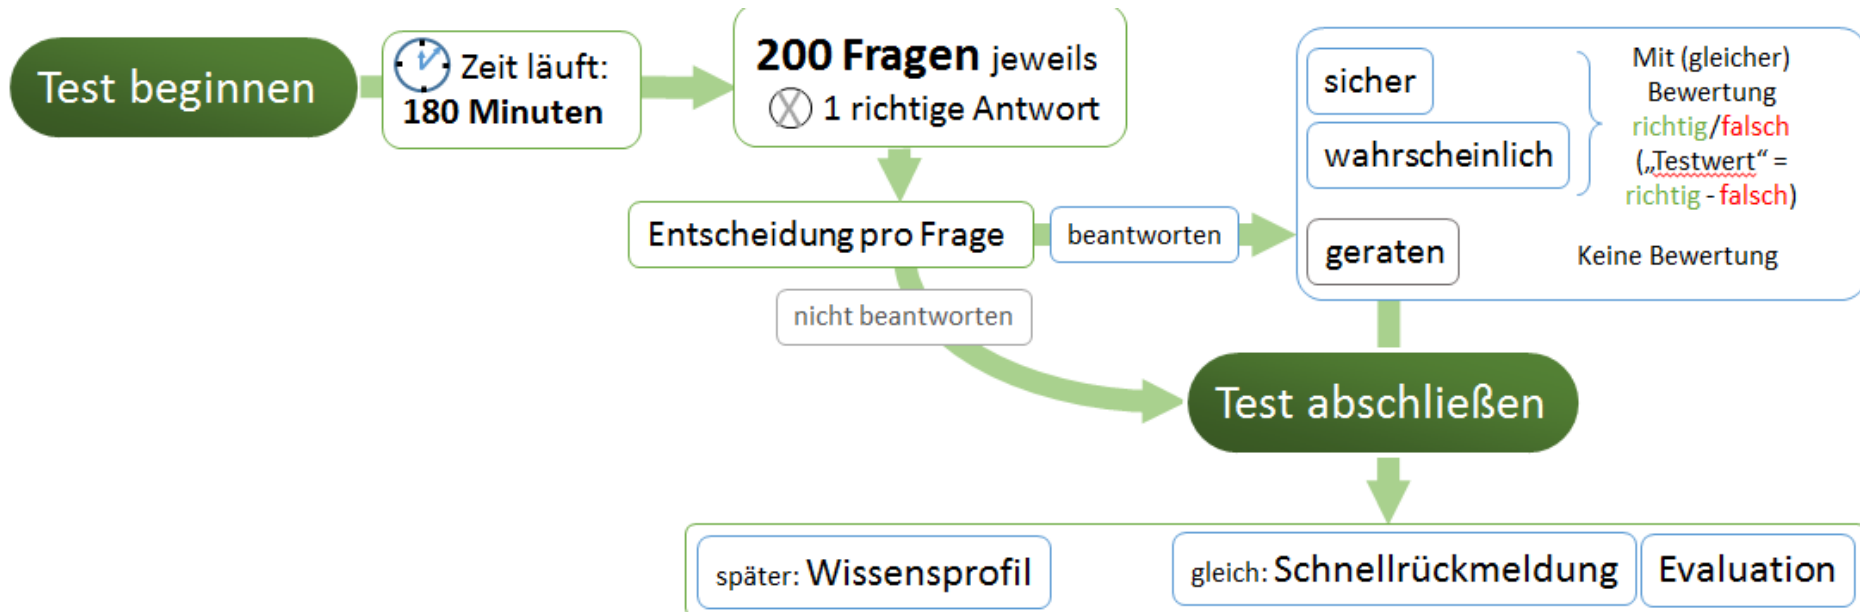 Test beginnen
Zeit läuft:
180 Minuten
200 Fragen jeweils
1 richtige Antwort
Entscheidung pro Frage
beantworten
nicht beantworten
sicher
wahrscheinlich
geraten
Mit (gleicher)
Bewertung
richtig/falsch
(„Testwert“ =
richtig - falsch)
Keine Bewertung
Test abschließen
später: Wissensprofil
gleich: Schnellrückmeldung
Evaluation